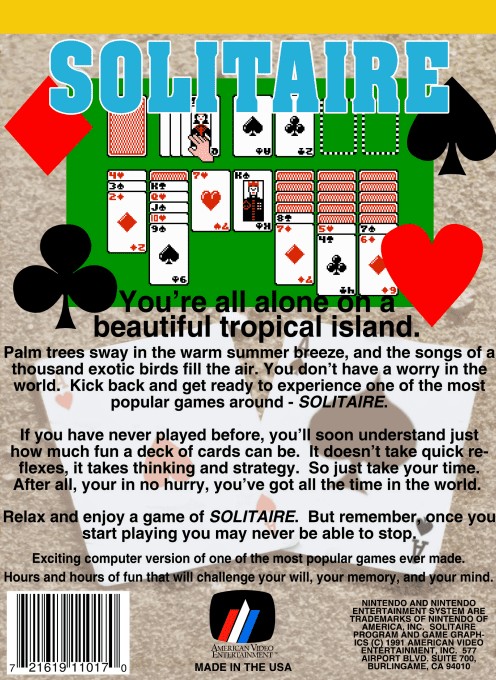 SOLITAIRE
You're all alone on a
beautiful tropical island.
Palm trees sway in the warm summer breeze, and the songs of a
thousand exotic birds fill the air. You don't have a worry in the
world.  Kick back and get ready to experience one of the most
popular games around - SOLITAIRE.
If you have never played before, you'll soon understand just
how much fun a deck of cards can be.  It doesn't take quick re-
flexes, it takes thinking and strategy.  So just take your time.
After all, your in no hurry, you've got all the time in the world.
Relax and enjoy a game of SOLITAIRE.  But remember, once you
start playing you may never be able to stop.
Exciting computer version of one of the most popular games ever made.
Hours and hours of fun that will challenge your will, your memory, and your mind.
7 21619 11017 0
AMERICAN VIDEO
ENTERTAINMENT
MADE IN THE USA
NINTENDO AND NINTENDO
ENTERTAINMENT SYSTEM ARE
TRADEMARKS OF NINTENDO OF
AMERICA, INC.  SOLITAIRE
PROGRAM AND GAME GRAPH-
ICS (C) 1991 AMERICAN VIDEO
ENTERTAINMENT, INC.  577
AIRPORT BLVD. SUITE 700,
BURLINGAME, CA 94010